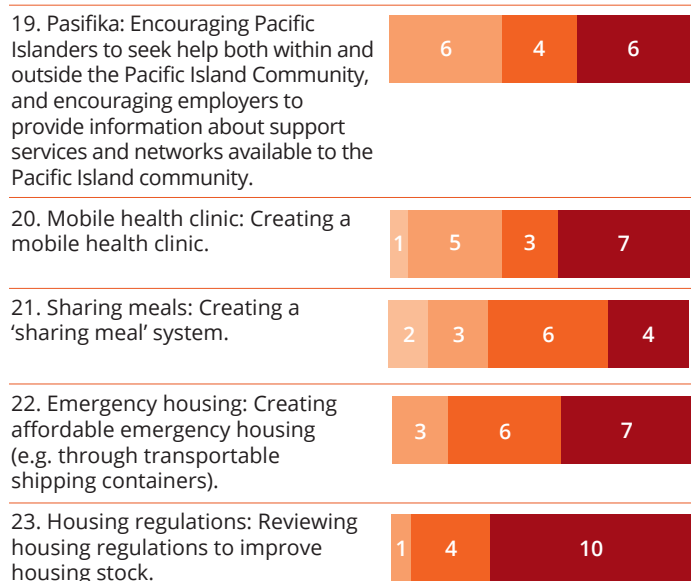 19. Pasifika: Encouraging Pacific
Islanders to seek help both within and
outside the Pacific Island Community,
and encouraging employers to
provide information about support
services and networks available to the
Pacific Island community.
6 4 6
20. Mobile health clinic: Creating a
mobile health clinic.
1 5 3 7
21. Sharing meals: Creating a
‘sharing meal’ system.
2 3 6 4
22. Emergency housing: Creating
affordable emergency housing
(e.g. through transportable
shipping containers).
3 6 7
23. Housing regulations: Reviewing
housing regulations to improve
housing stock.
1 4 10